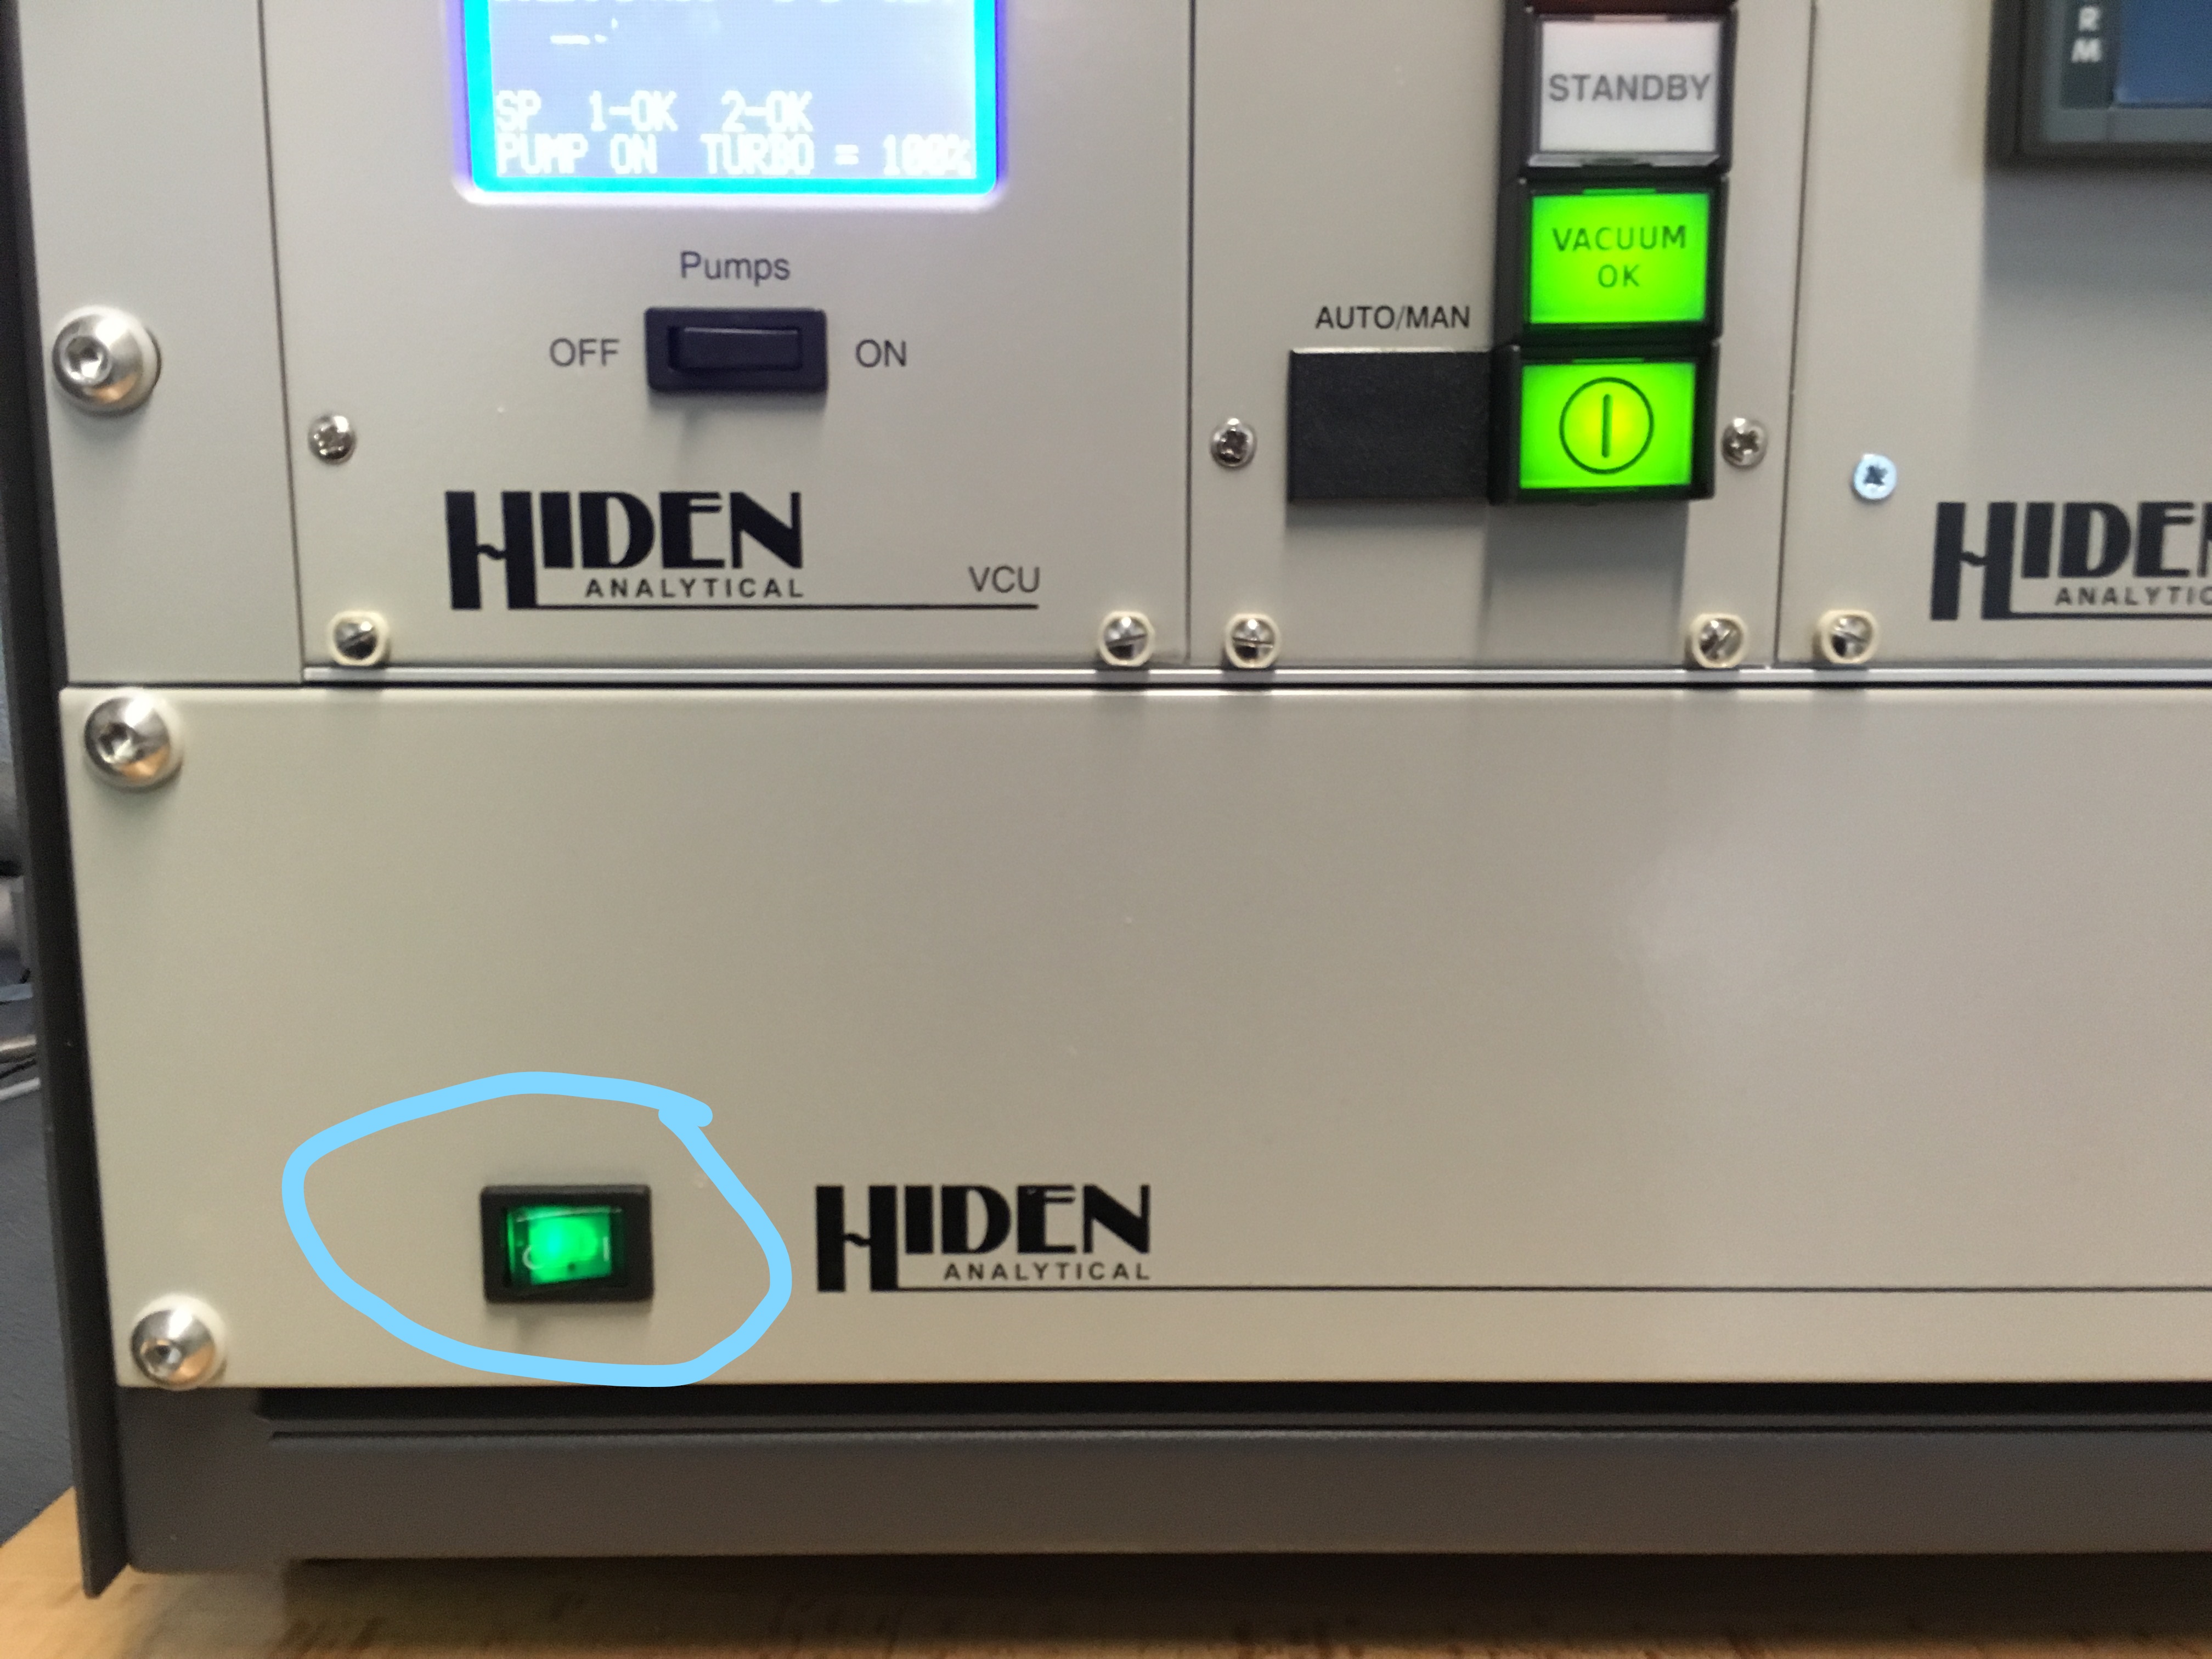 SP 1-OK 2-OK
PUMP ON TURBO = 100%
Pumps
OFF ON
HIDEN
ANALYTICAL
VCU
STANDBY
VACUUM
OK
AUTO/MAN
R
M
HIDEN
ANALYTIC
HIDEN
ANALYTICAL